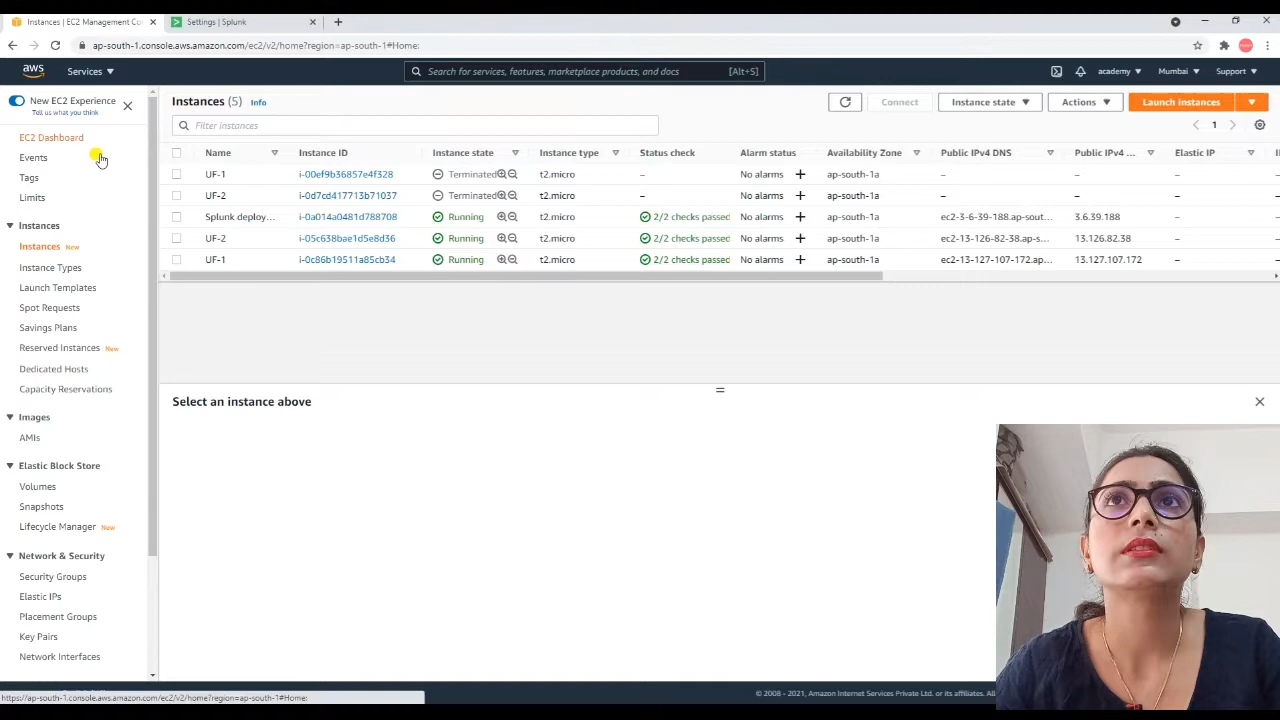 Instances | EC2 Management Co
Settings | Splunk
ap-south-1.console.aws.amazon.com/ec2/v2/home?region=ap-south-1#Home:
aws
Services
Search for services, features, marketplace products, and docs
[Alt+S]
academy
Mumbai
Support
New EC2 Experience
Tell us what you think
EC2 Dashboard
Events
Tags
Limits
Instances
Instances New
Instance Types
Launch Templates
Spot Requests
Savings Plans
Reserved Instances New
Dedicated Hosts
Capacity Reservations
Images
AMIs
Elastic Block Store
Volumes
Snapshots
Lifecycle Manager New
Network & Security
Security Groups
Elastic IPs
Placement Groups
Key Pairs
Network Interfaces
Instances (5) Info
Connect
Instance state
Actions
Launch instances
Filter instances
1
Name Instance ID Instance state Instance type Status check Alarm status Availability Zone Public IPv4 DNS Public IPv4 ... Elastic IP
UF-1 i-00ef9b36857e4f328 Terminated t2.micro – No alarms + ap-south-1a – – –
UF-2 i-0d7cd417713b71037 Terminated t2.micro – No alarms + ap-south-1a – – –
Splunk deploy... i-0a014a0481d788708 Running t2.micro 2/2 checks passed No alarms + ap-south-1a ec2-3-6-39-188.ap-sout... 3.6.39.188 –
UF-2 i-05c638bae1d5e8d36 Running t2.micro 2/2 checks passed No alarms + ap-south-1a ec2-13-126-82-38.ap-s... 13.126.82.38 –
UF-1 i-0c86b19511a85cb34 Running t2.micro 2/2 checks passed No alarms + ap-south-1a ec2-13-127-107-172.ap... 13.127.107.172 –
Select an instance above
https://ap-south-1.console.aws.amazon.com/ec2/v2/home?region=ap-south-1#Home:
© 2008 - 2021, Amazon Internet Services Private Ltd. or its affiliates. All